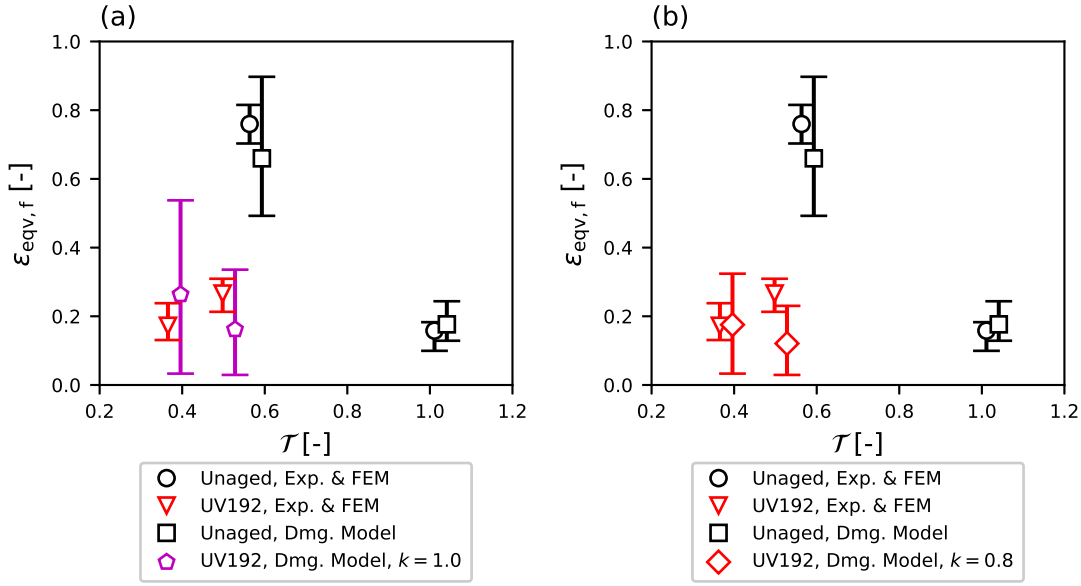 (a)
1.0
0.8
0.6
0.4
0.2
0.0
ε_eqv, f [-]
0.2 0.4 0.6 0.8 1.0 1.2
𝒯 [-]
Unaged, Exp. & FEM
UV192, Exp. & FEM
Unaged, Dmg. Model
UV192, Dmg. Model, k = 1.0
(b)
1.0
0.8
0.6
0.4
0.2
0.0
ε_eqv, f [-]
0.2 0.4 0.6 0.8 1.0 1.2
𝒯 [-]
Unaged, Exp. & FEM
UV192, Exp. & FEM
Unaged, Dmg. Model
UV192, Dmg. Model, k = 0.8